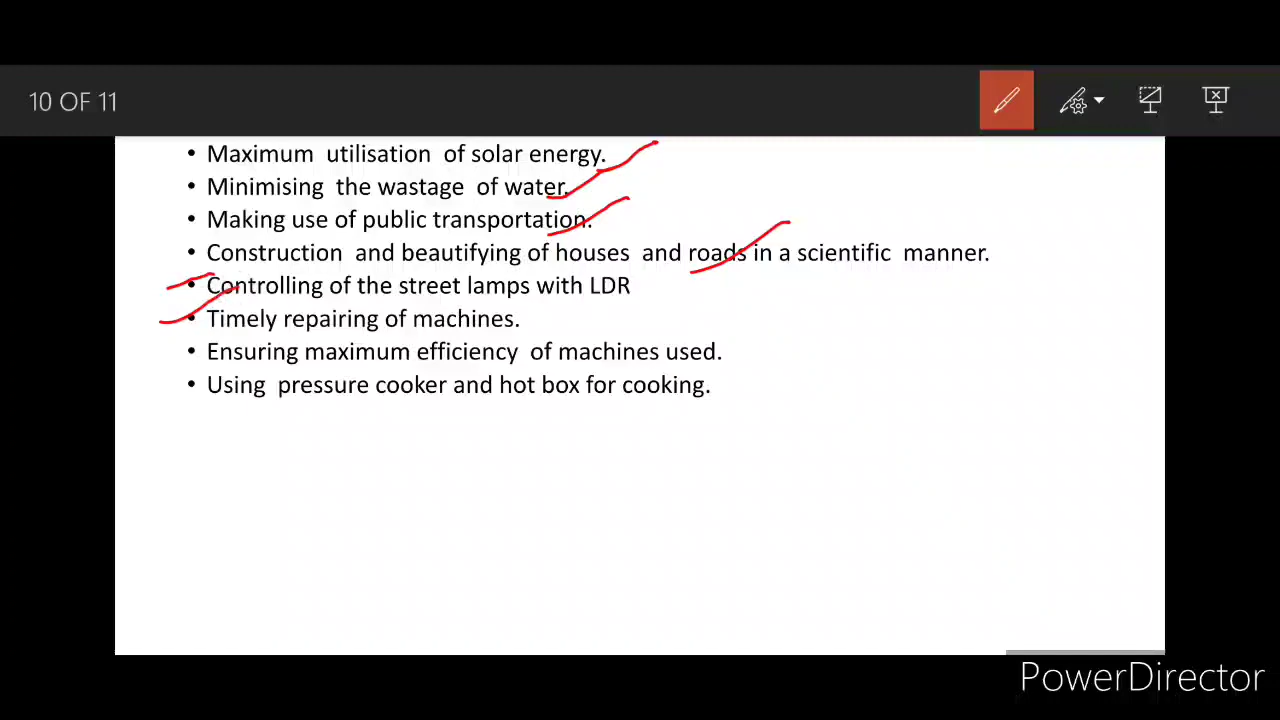 10 OF 11
• Maximum utilisation of solar energy.
• Minimising the wastage of water.
• Making use of public transportation.
• Construction and beautifying of houses and roads in a scientific manner.
• Controlling of the street lamps with LDR
• Timely repairing of machines.
• Ensuring maximum efficiency of machines used.
• Using pressure cooker and hot box for cooking.
PowerDirector